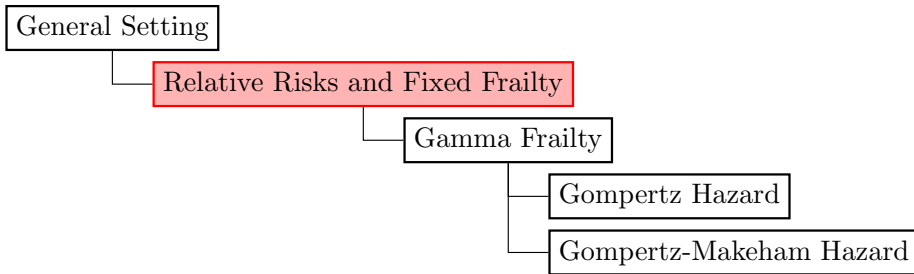 General Setting
Relative Risks and Fixed Frailty
Gamma Frailty
Gompertz Hazard
Gompertz-Makeham Hazard